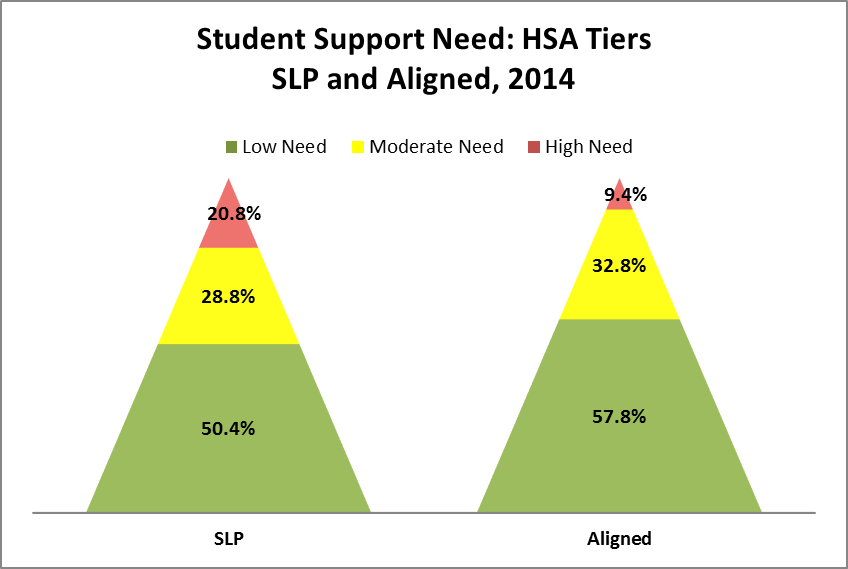 Student Support Need: HSA Tiers
SLP and Aligned, 2014
Low Need Moderate Need High Need
20.8% 9.4%
28.8% 32.8%
50.4% 57.8%
SLP Aligned